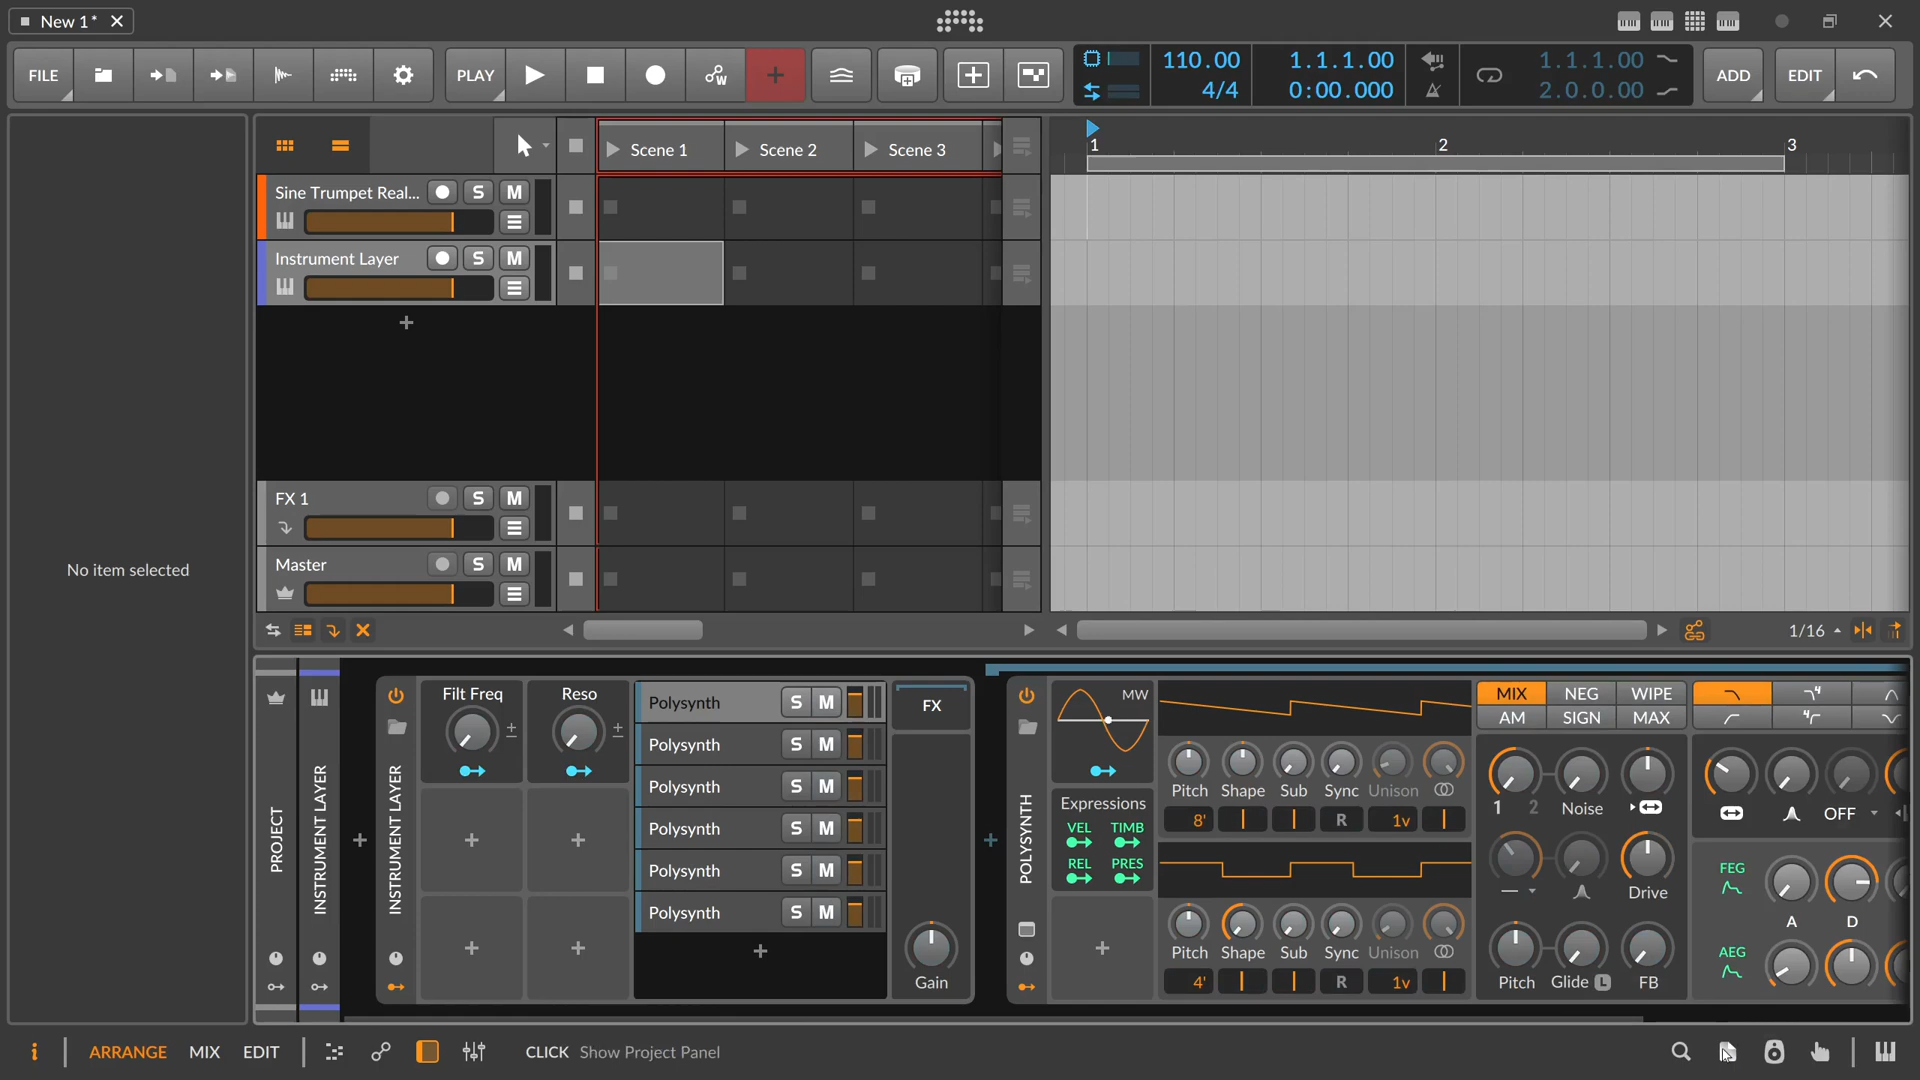 New 1*
FILE
PLAY
110.00
4/4
1.1.1.00
0:00.000
1.1.1.00
2.0.0.00
ADD
EDIT
Scene 1
Scene 2
Scene 3
1
2
3
Sine Trumpet Real...
S
M
Instrument Layer
S
M
No item selected
FX 1
S
M
Master
S
M
1/16
PROJECT
INSTRUMENT LAYER
INSTRUMENT LAYER
Filt Freq
Reso
Polysynth
S
M
Polysynth
S
M
Polysynth
S
M
Polysynth
S
M
Polysynth
S
M
Polysynth
S
M
FX
Gain
POLYSYNTH
MW
Expressions
VEL
TIMB
REL
PRES
Pitch
Shape
Sub
Sync
Unison
8'
R
1v
Pitch
Shape
Sub
Sync
Unison
4'
R
1v
MIX
NEG
WIPE
AM
SIGN
MAX
1
2
Noise
Drive
Pitch
Glide
L
FB
4
4
OFF
FEG
A
D
AEG
i
ARRANGE
MIX
EDIT
CLICK
Show Project Panel